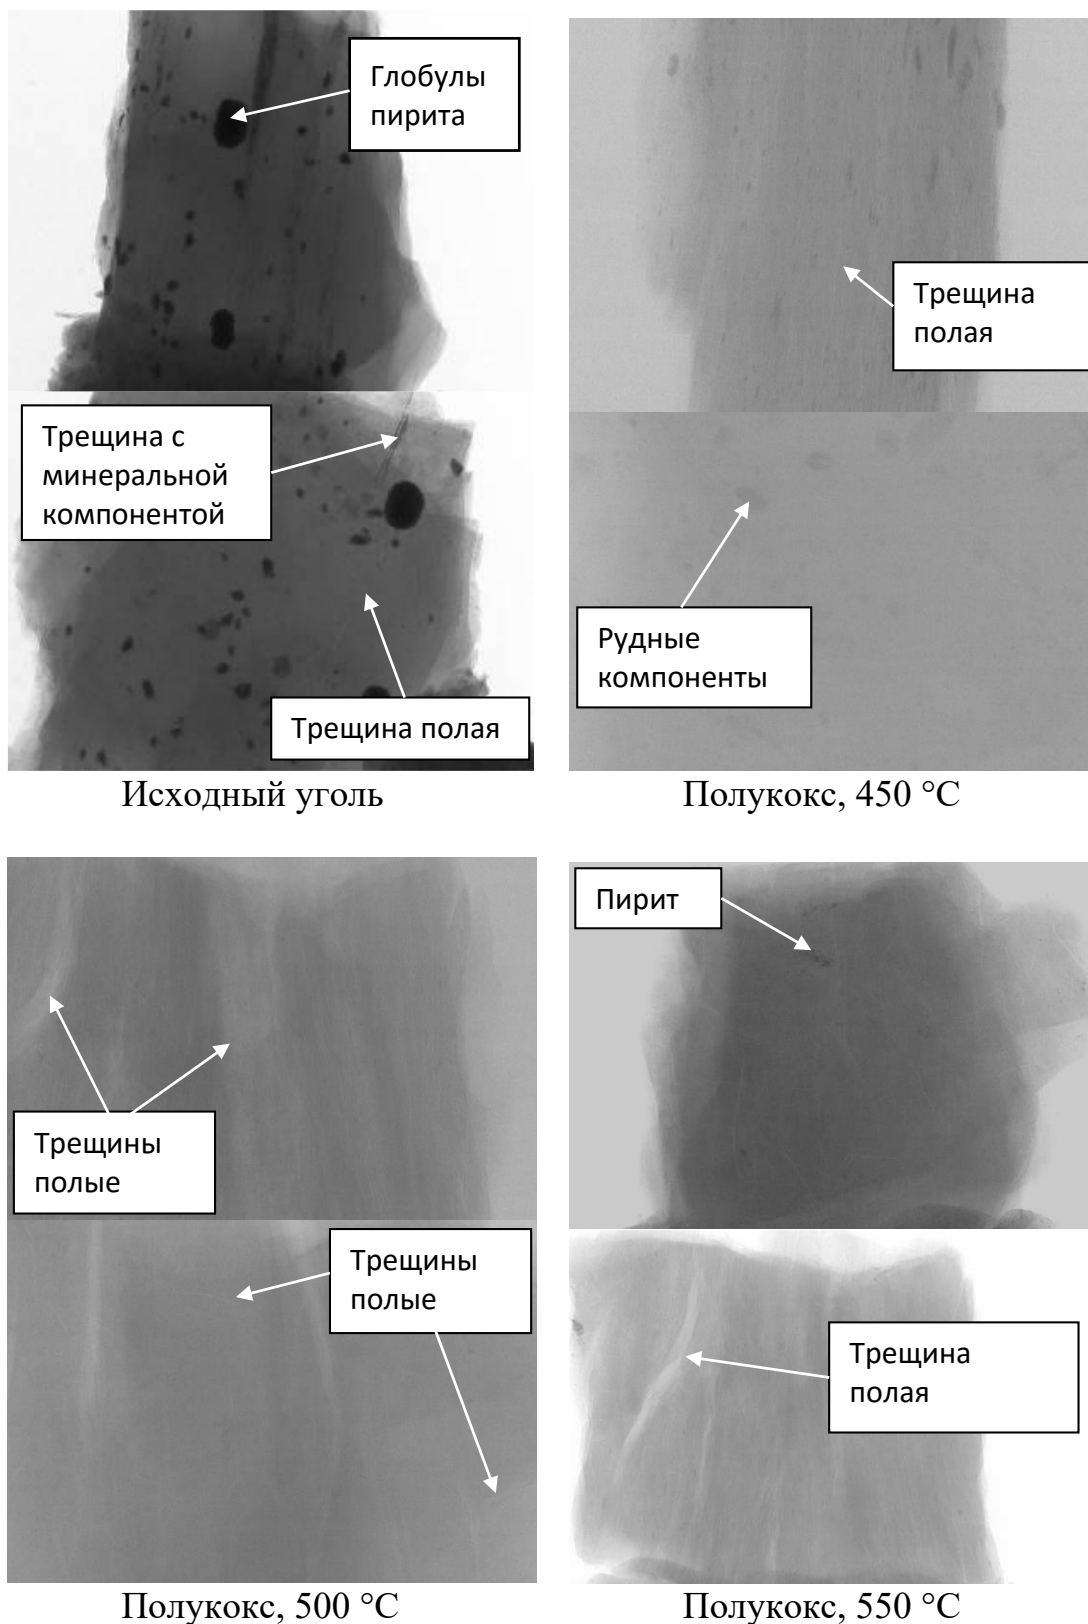 Глобулы
пирита
Трещина
полая
Трещина с
минеральной
компонентой
Рудные
компоненты
Трещина полая
Исходный уголь
Полукокс, 450 °С
Пирит
Трещины
полые
Трещины
полые
Трещина
полая
Полукокс, 500 °С
Полукокс, 550 °С